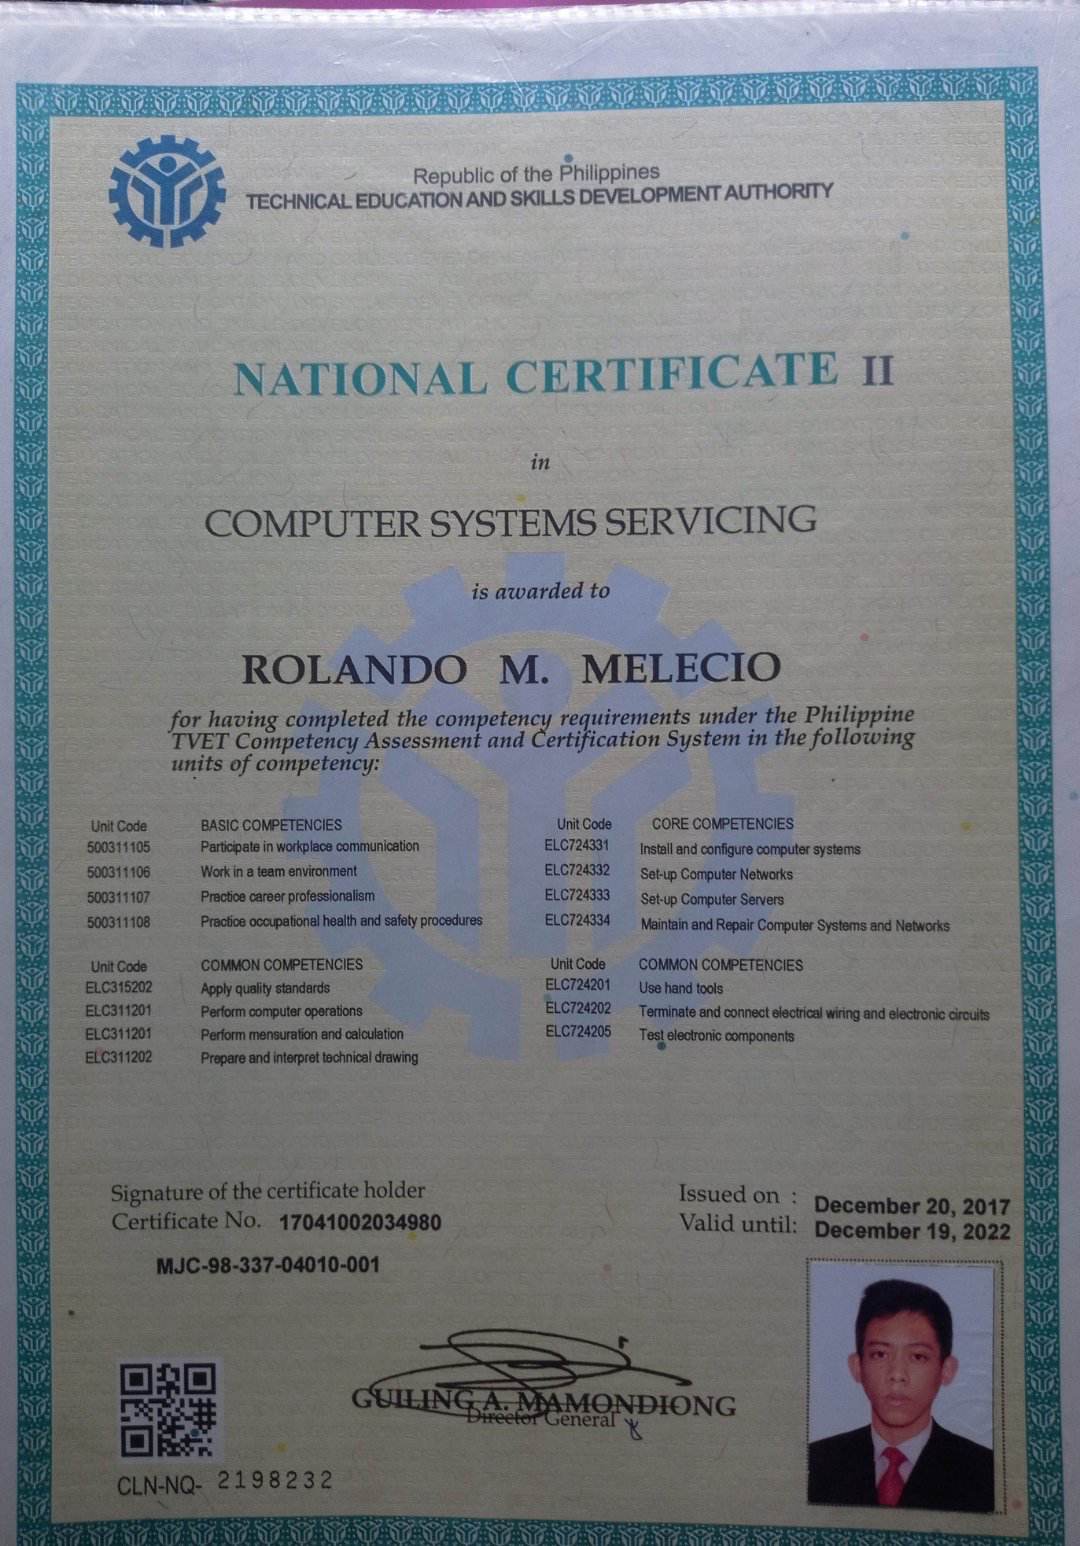 Republic of the Philippines
TECHNICAL EDUCATION AND SKILLS DEVELOPMENT AUTHORITY
NATIONAL CERTIFICATE II
in
COMPUTER SYSTEMS SERVICING
is awarded to
ROLANDO M. MELECIO
for having completed the competency requirements under the Philippine
TVET Competency Assessment and Certification System in the following
units of competency:
Unit Code BASIC COMPETENCIES
500311105 Participate in workplace communication
500311106 Work in a team environment
500311107 Practice career professionalism
500311108 Practice occupational health and safety procedures
Unit Code CORE COMPETENCIES
ELC724331 Install and configure computer systems
ELC724332 Set-up Computer Networks
ELC724333 Set-up Computer Servers
ELC724334 Maintain and Repair Computer Systems and Networks
Unit Code COMMON COMPETENCIES
ELC315202 Apply quality standards
ELC311201 Perform computer operations
ELC311201 Perform mensuration and calculation
ELC311202 Prepare and interpret technical drawing
Unit Code COMMON COMPETENCIES
ELC724201 Use hand tools
ELC724202 Terminate and connect electrical wiring and electronic circuits
ELC724205 Test electronic components
Signature of the certificate holder
Certificate No. 17041002034980
MJC-98-337-04010-001
Issued on : December 20, 2017
Valid until: December 19, 2022
GUILING A. MAMONDIONG
Director General
CLN-NQ- 2198232